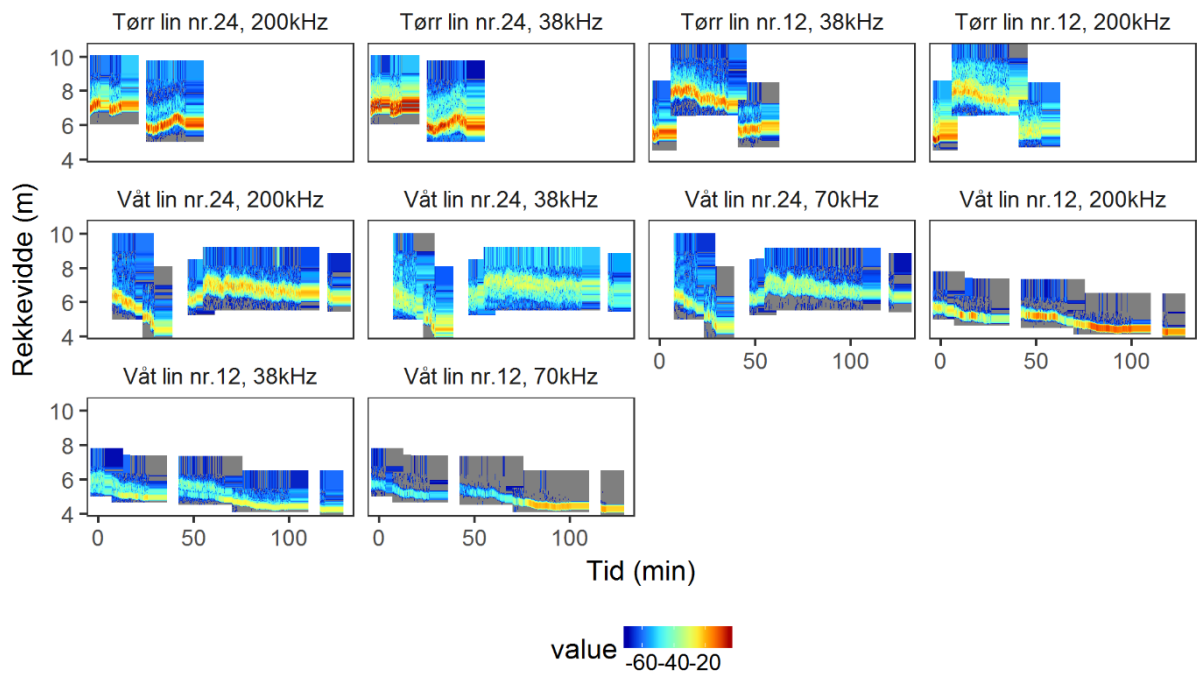 Tørr lin nr.24, 200kHz
Tørr lin nr.24, 38kHz
Tørr lin nr.12, 38kHz
Tørr lin nr.12, 200kHz
10
8
6
4
Våt lin nr.24, 200kHz
Våt lin nr.24, 38kHz
Våt lin nr.24, 70kHz
Våt lin nr.12, 200kHz
10
8
6
4
Rekkevidde (m)
0 50 100
0 50 100
Våt lin nr.12, 38kHz
Våt lin nr.12, 70kHz
10
8
6
4
0 50 100
0 50 100
Tid (min)
value
-60 -40 -20